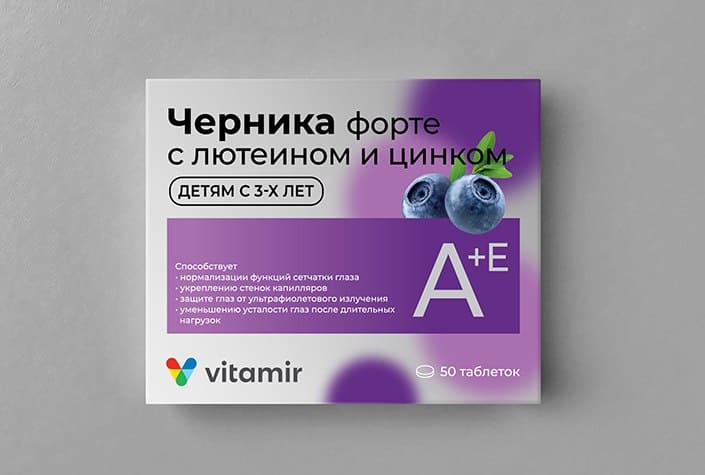 Черника форте
с лютеином и цинком
ДЕТЯМ С 3-Х ЛЕТ
A+E
Способствует
• нормализации функций сетчатки глаза
• укреплению стенок капилляров
• защите глаз от ультрафиолетового излучения
• уменьшению усталости глаз после длительных
нагрузок
vitamir
50 таблеток